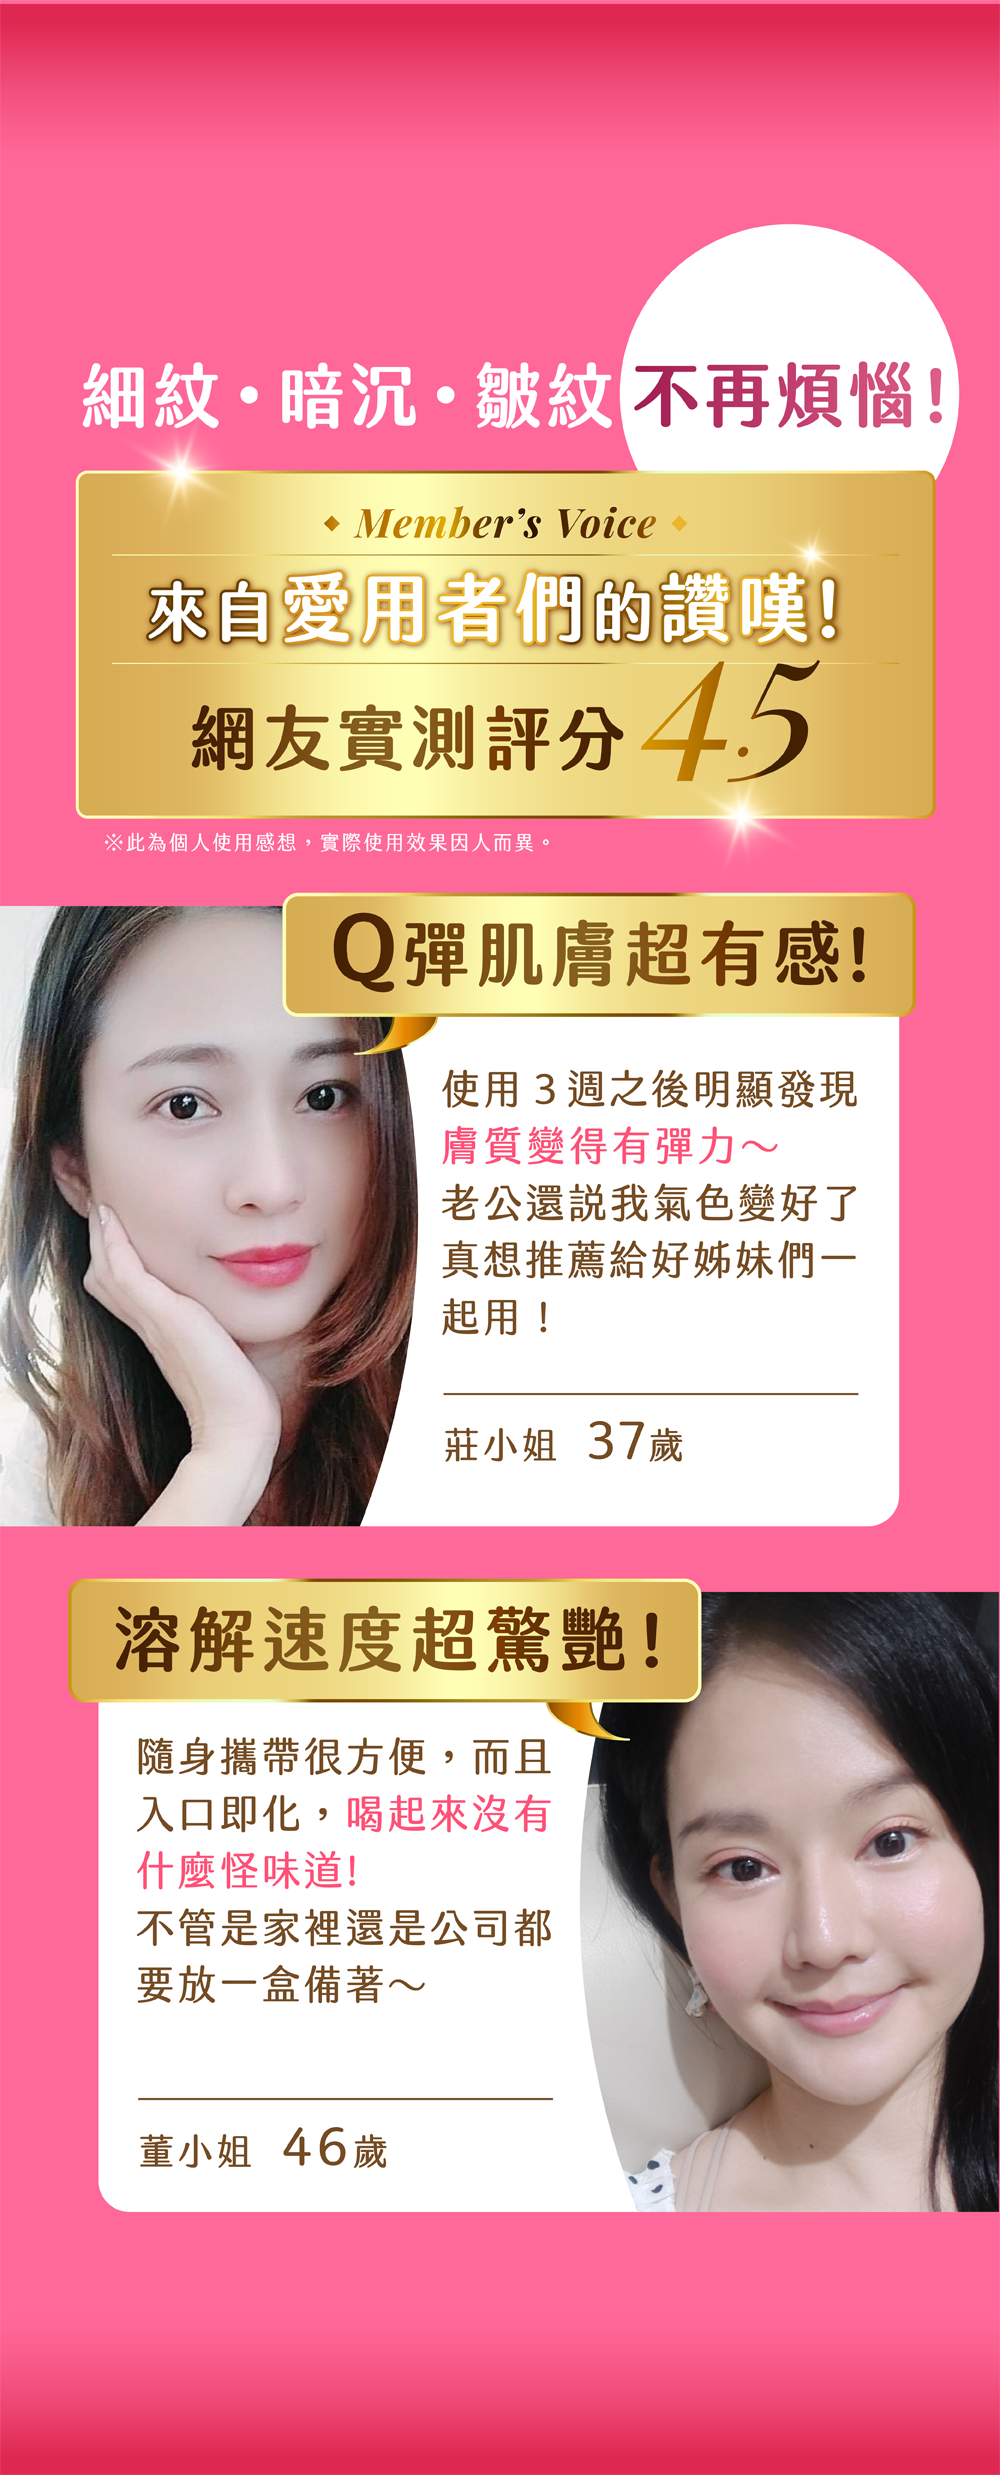 細紋・暗沉・皺紋不再煩惱!
Member's Voice
來自愛用者們的讚嘆!
網友實測評分 4.5
※此為個人使用感想，實際使用效果因人而異。
Q彈肌膚超有感!
使用3週之後明顯發現
膚質變得有彈力～
老公還説我氣色變好了
真想推薦給好姊妹們一
起用！
莊小姐 37歲
溶解速度超驚艷!
隨身攜帶很方便，而且
入口即化，喝起來沒有
什麼怪味道!
不管是家裡還是公司都
要放一盒備著～
董小姐 46歲